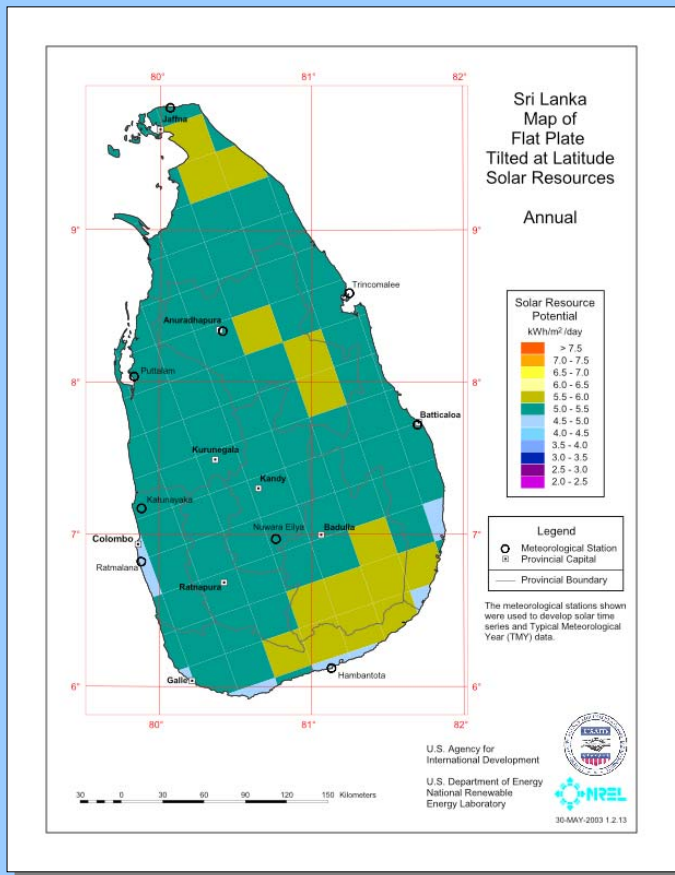 Sri Lanka
Map of
Flat Plate
Tilted at Latitude
Solar Resources
Annual
80° 81° 82°
Jaffna
9° 9°
Trincomalee
Anuradhapura
8° 8°
Puttalam
Batticaloa
Kurunegala
Kandy
Katunayaka
Nuwara Eliya
Badulla
7° 7°
Colombo
Ratmalana
Ratnapura
6° 6°
Galle
Hambantota
80° 81° 82°
Solar Resource
Potential
kWh/m²/day
> 7.5
7.0 - 7.5
6.5 - 7.0
6.0 - 6.5
5.5 - 6.0
5.0 - 5.5
4.5 - 5.0
4.0 - 4.5
3.5 - 4.0
3.0 - 3.5
2.5 - 3.0
2.0 - 2.5
Legend
Meteorological Station
Provincial Capital
Provincial Boundary
The meteorological stations shown
were used to develop solar time
series and Typical Meteorological
Year (TMY) data.
U.S. Agency for
International Development
U.S. Department of Energy
National Renewable
Energy Laboratory
NREL
30-MAY-2003 1.2.13
30 0 30 60 90 120 150 Kilometers